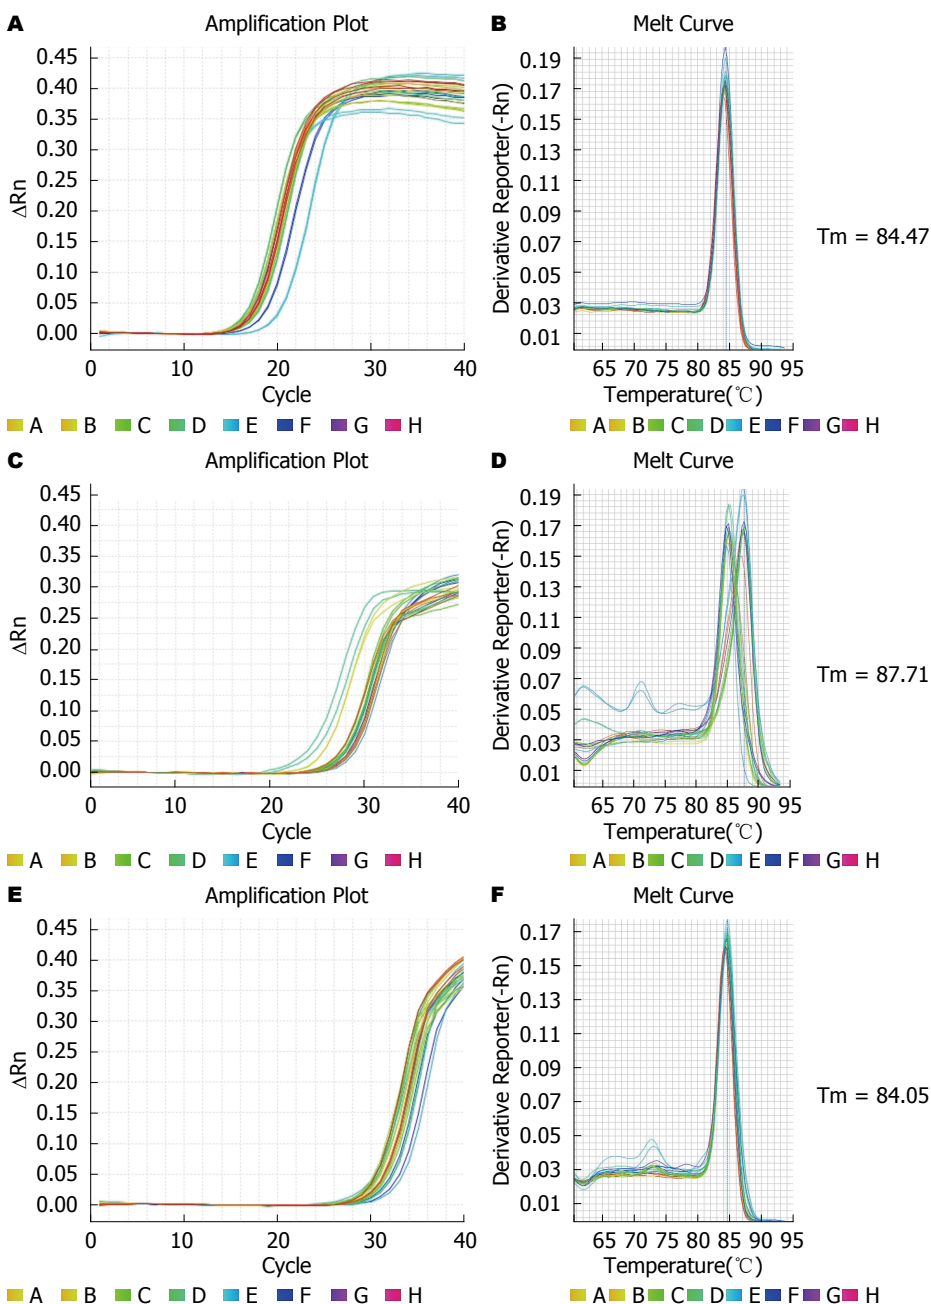 A Amplification Plot
0.45
0.40
0.35
0.30
0.25
0.20
0.15
0.10
0.05
0.00
ΔRn
0 10 20 30 40
Cycle
A B C D E F G H
B Melt Curve
0.19
0.17
0.15
0.13
0.11
0.09
0.07
0.05
0.03
0.01
Derivative Reporter(-Rn)
65 70 75 80 85 90 95
Temperature(℃)
A B C D E F G H
Tm = 84.47
C Amplification Plot
0.45
0.40
0.35
0.30
0.25
0.20
0.15
0.10
0.05
0.00
ΔRn
0 10 20 30 40
Cycle
A B C D E F G H
D Melt Curve
0.19
0.17
0.15
0.13
0.11
0.09
0.07
0.05
0.03
0.01
Derivative Reporter(-Rn)
65 70 75 80 85 90 95
Temperature(℃)
A B C D E F G H
Tm = 87.71
E Amplification Plot
0.45
0.40
0.35
0.30
0.25
0.20
0.15
0.10
0.05
0.00
ΔRn
0 10 20 30 40
Cycle
A B C D E F G H
F Melt Curve
0.17
0.15
0.13
0.11
0.09
0.07
0.05
0.03
0.01
Derivative Reporter(-Rn)
65 70 75 80 85 90 95
Temperature(℃)
A B C D E F G H
Tm = 84.05